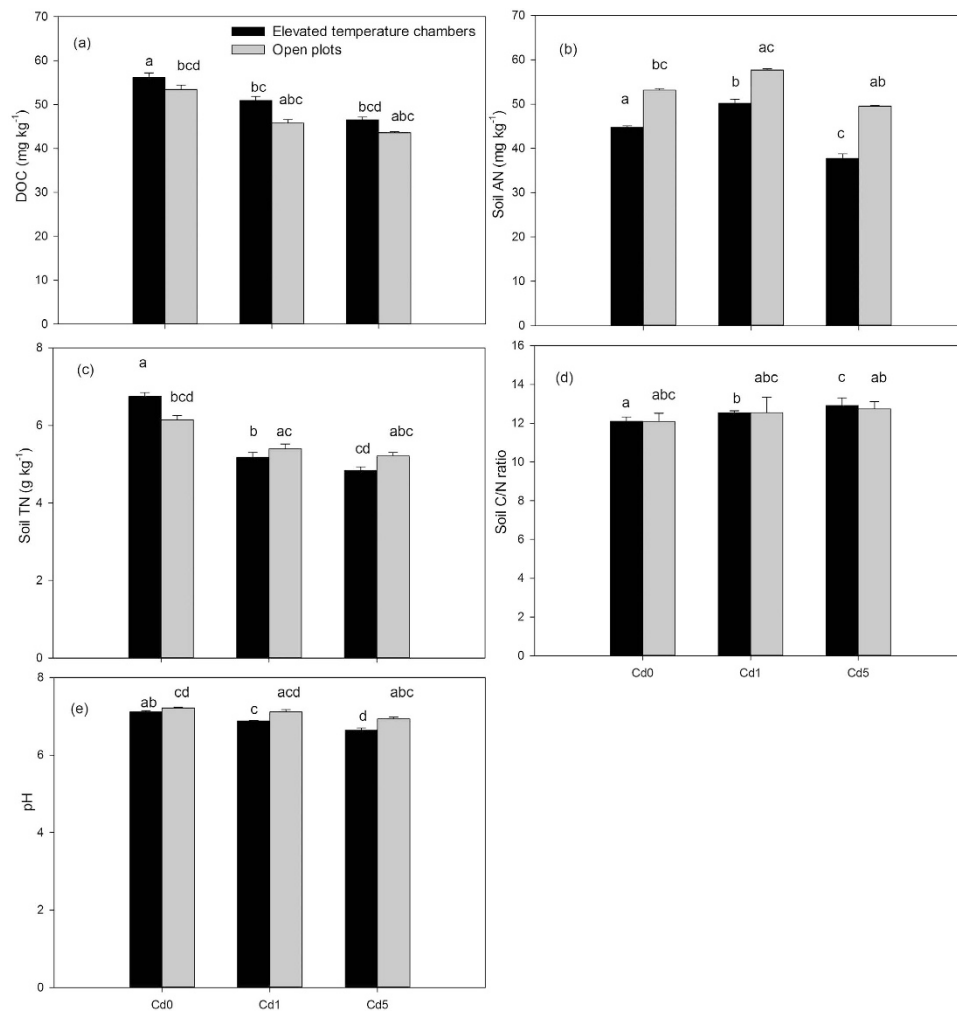 (a)
Elevated temperature chambers
Open plots
70
60
50
40
30
20
10
0
DOC (mg kg-1)
a
bcd
bc
abc
bcd
abc
(b)
70
60
50
40
30
20
10
0
Soil AN (mg kg-1)
a
bc
b
ac
c
ab
(c)
8
6
4
2
0
Soil TN (g kg-1)
a
bcd
b
ac
cd
abc
(d)
16
14
12
10
8
6
4
2
0
Soil C/N ratio
a
abc
b
abc
c
ab
Cd0
Cd1
Cd5
(e)
8
6
4
2
0
pH
ab
cd
c
acd
d
abc
Cd0
Cd1
Cd5